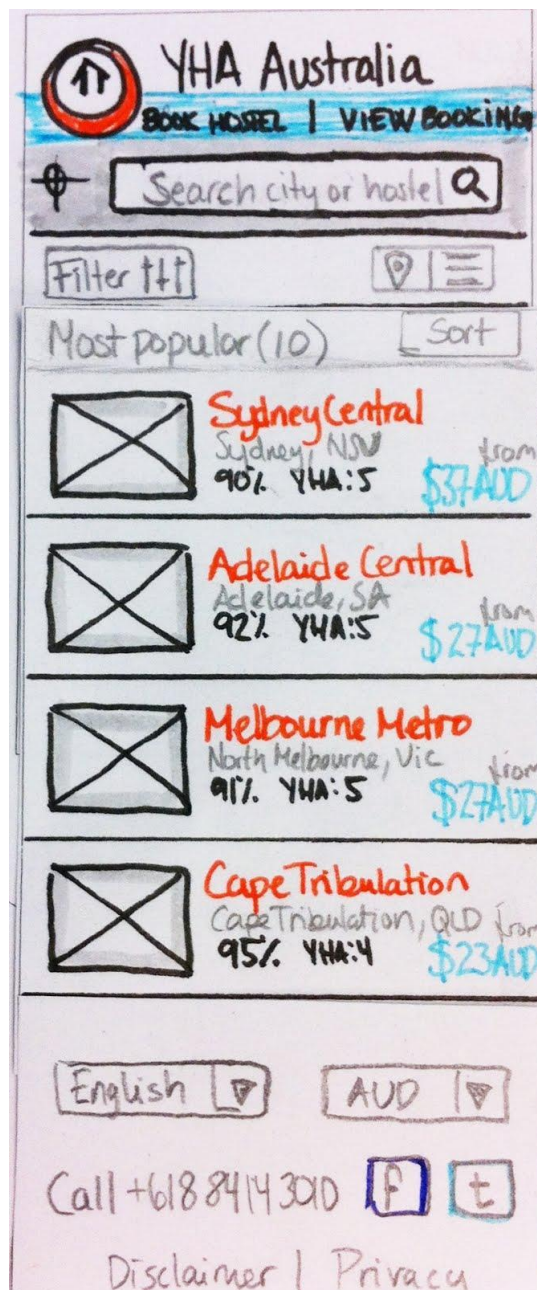 YHA Australia
BOOK HOSTEL | VIEW BOOKING
Search city or hostel
Filter
Most popular (10) Sort
Sydney Central
Sydney, NSW
from
90% YHA:5 $37AUD
Adelaide Central
Adelaide, SA
from
92% YHA:5 $27AUD
Melbourne Metro
North Melbourne, Vic
from
91% YHA:5 $27AUD
Cape Tribulation
Cape Tribulation, QLD from
95% YHA:4 $23AUD
English AUD
Call +618 8414 3010 f t
Disclaimer | Privacy